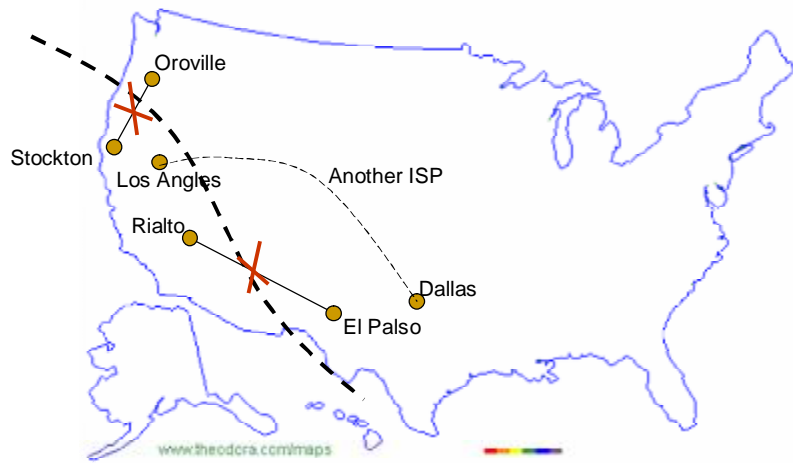 Oroville
Stockton
Los Angles
Another ISP
Rialto
Dallas
El Palso
www.theodora.com/maps